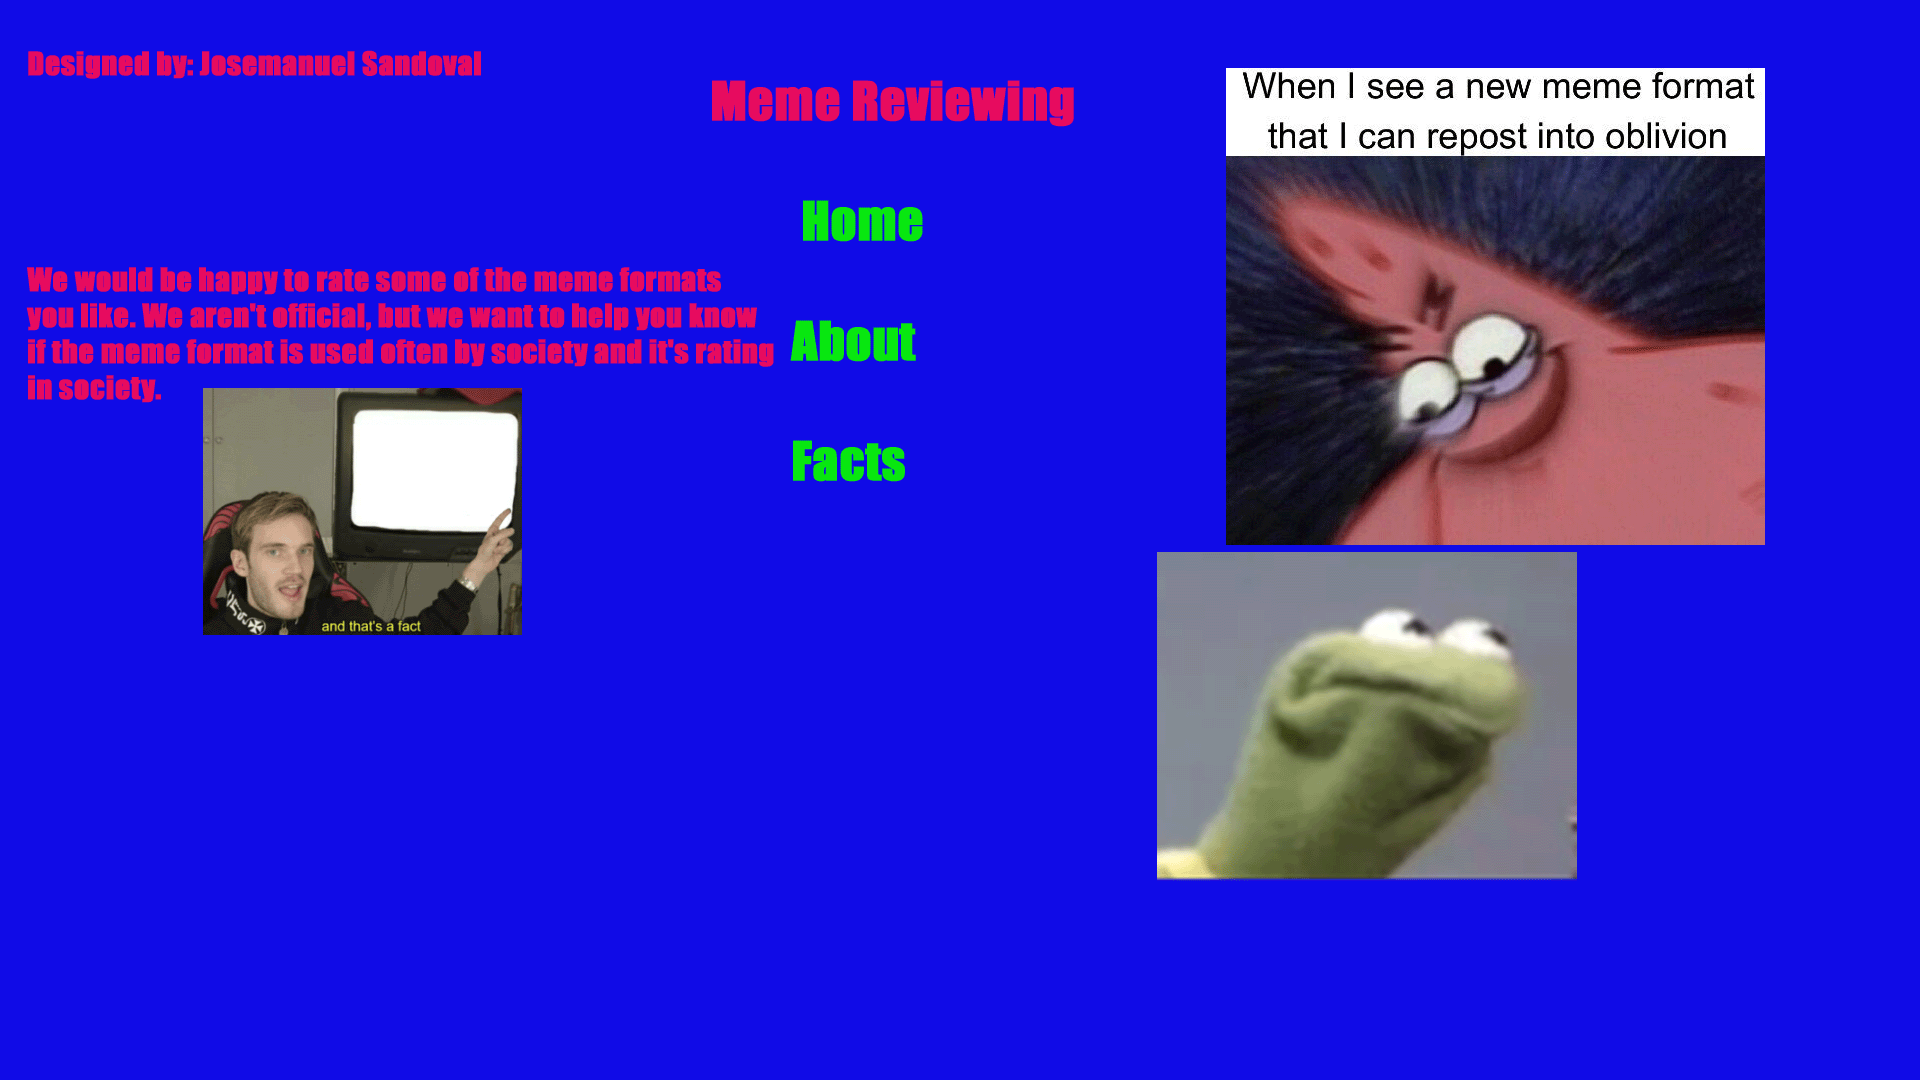 Designed by: Josemanuel Sandoval
Meme Reviewing
Home
About
Facts
We would be happy to rate some of the meme formats
you like. We aren't official, but we want to help you know
if the meme format is used often by society and it's rating
in society.
and that's a fact
When I see a new meme format
that I can repost into oblivion